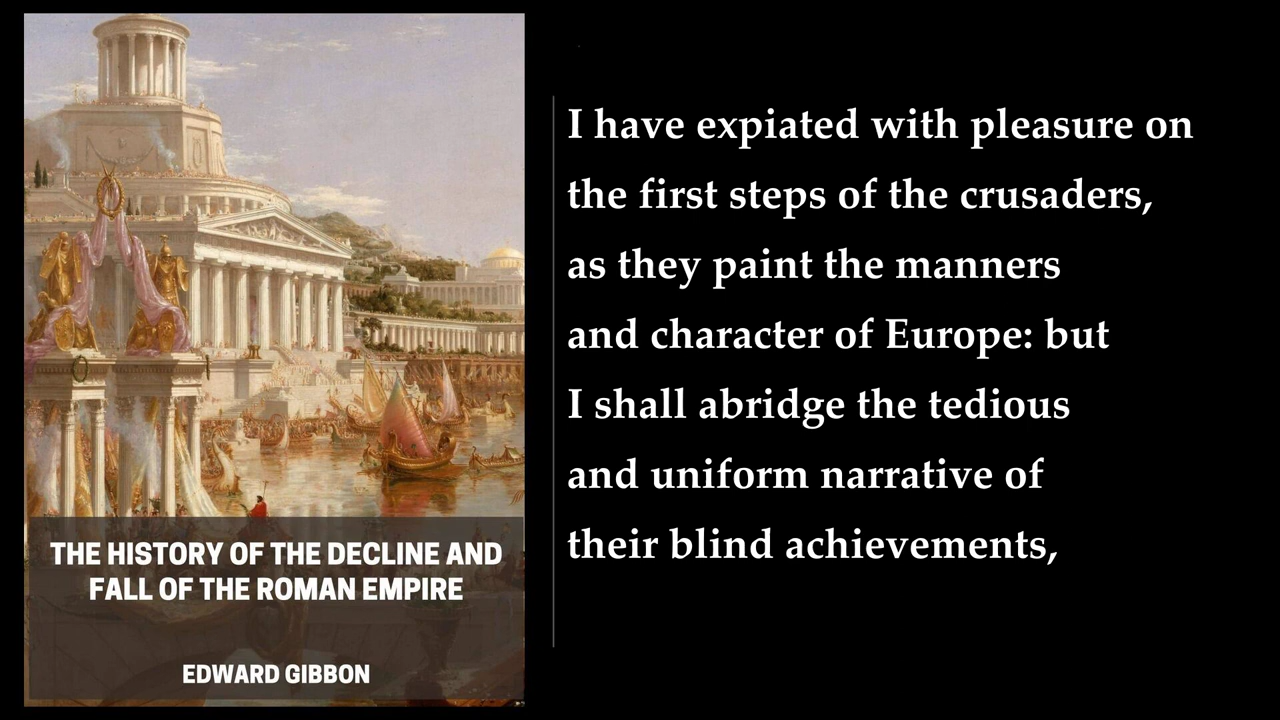 THE HISTORY OF THE DECLINE AND
FALL OF THE ROMAN EMPIRE
EDWARD GIBBON
I have expiated with pleasure on
the first steps of the crusaders,
as they paint the manners
and character of Europe: but
I shall abridge the tedious
and uniform narrative of
their blind achievements,